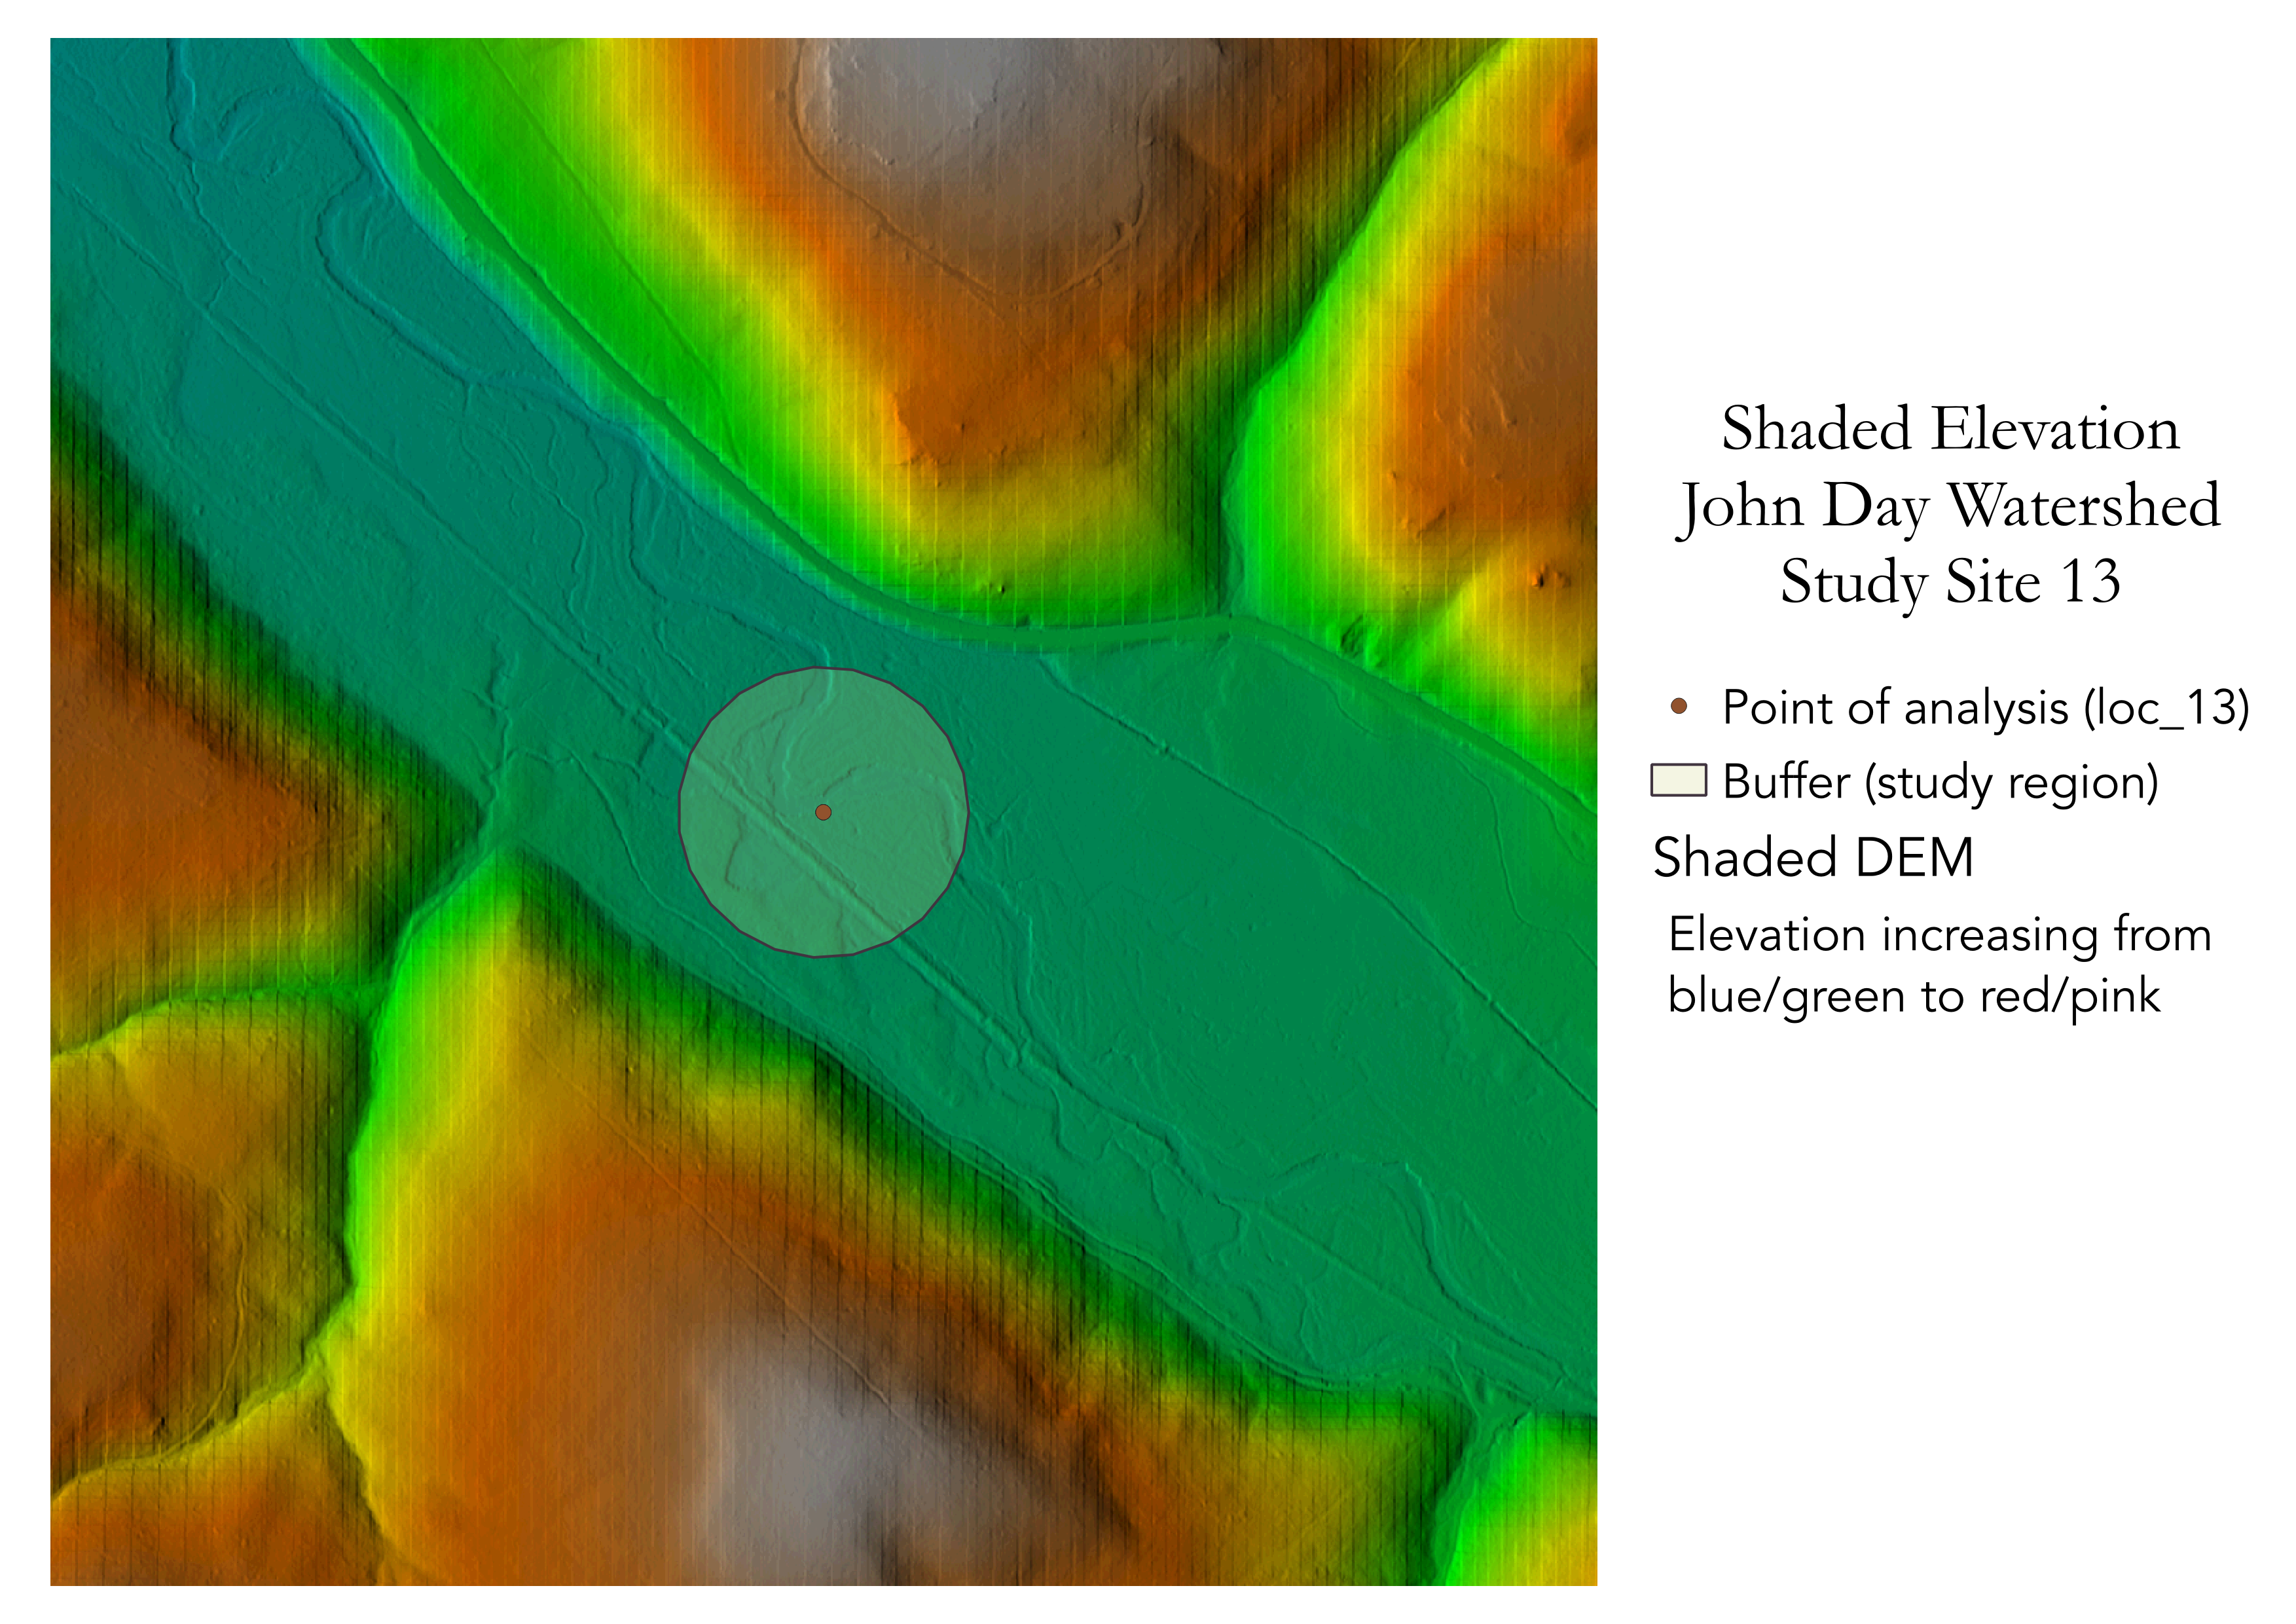 Shaded Elevation
John Day Watershed
Study Site 13
Point of analysis (loc_13)
Buffer (study region)
Shaded DEM
Elevation increasing from
blue/green to red/pink